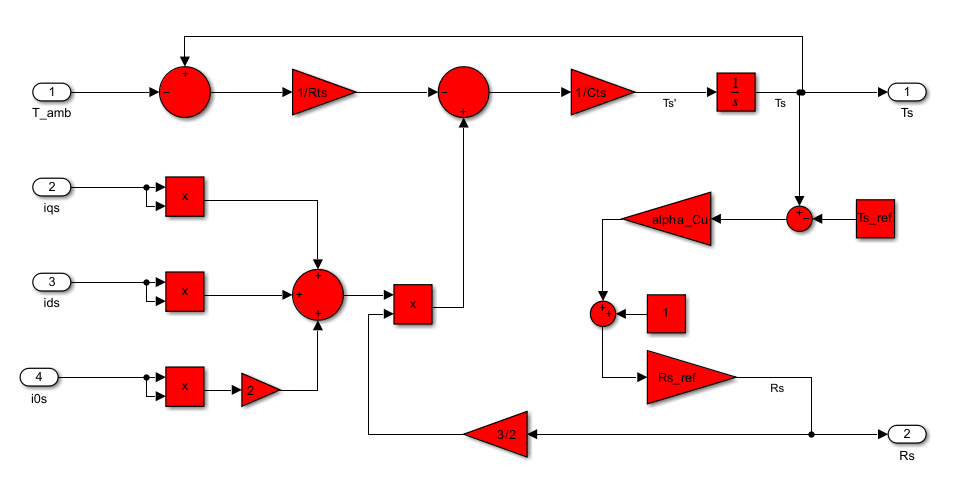 +
−
1
T_amb
1/Rts
−
+
1/Cts
Ts'
1
s
Ts
1
Ts
2
iqs
x
alpha_Cu
+
−
Ts_ref
3
ids
x
+
+
+
x
+
+
1
4
i0s
x
2
Rs_ref
Rs
3/2
2
Rs